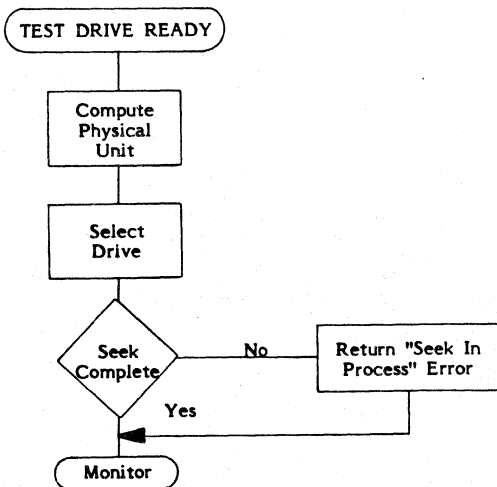 TEST DRIVE READY
Compute
Physical
Unit
Select
Drive
Seek
Complete
No
Return "Seek In
Process" Error
Yes
Monitor